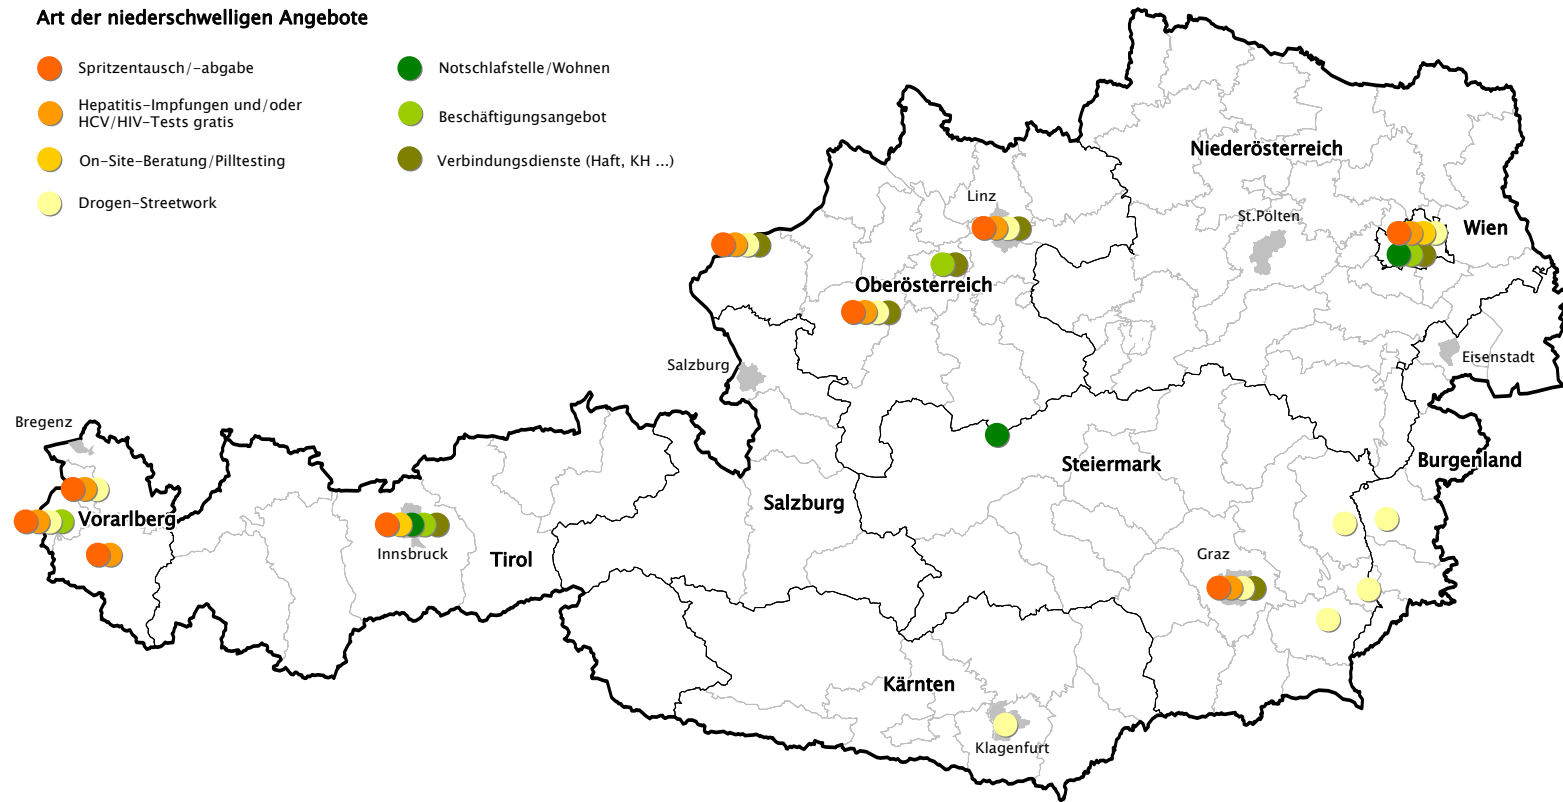 Art der niederschwelligen Angebote
Spritzentausch/-abgabe
Hepatitis-Impfungen und/oder
HCV/HIV-Tests gratis
On-Site-Beratung/Pilltesting
Drogen-Streetwork
Notschlafstelle/Wohnen
Beschäftigungsangebot
Verbindungsdienste (Haft, KH ...)
Niederösterreich
Linz
St.Pölten
Wien
Oberösterreich
Salzburg
Eisenstadt
Bregenz
Steiermark
Burgenland
Salzburg
Vorarlberg
Innsbruck
Tirol
Graz
Kärnten
Klagenfurt